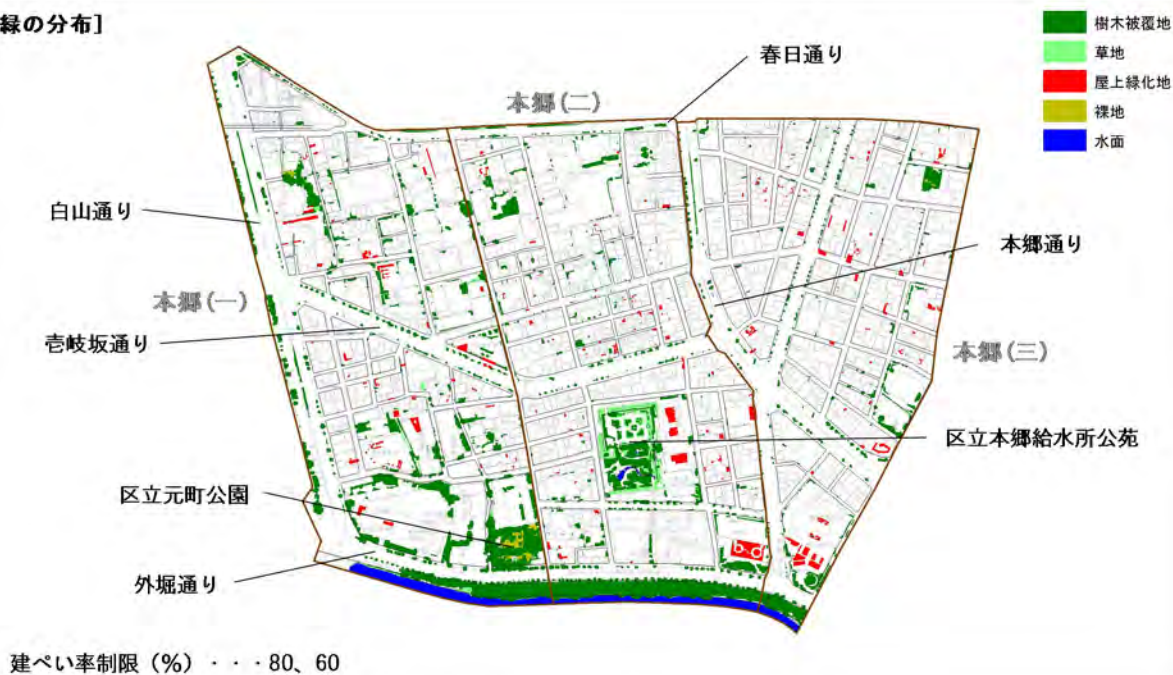 緑の分布]
樹木被覆地
草地
屋上緑化地
裸地
水面
春日通り
本郷(二)
白山通り
本郷通り
本郷(一)
壱岐坂通り
本郷(三)
区立本郷給水所公苑
区立元町公園
外堀通り
建ぺい率制限（%）・・・80、60